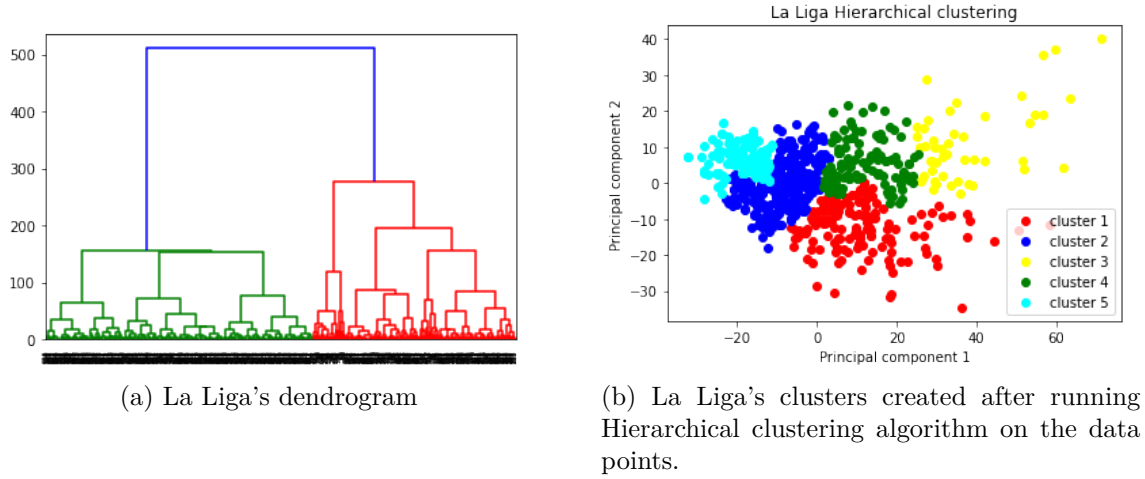 500
400
300
200
100
0
(a) La Liga's dendrogram
La Liga Hierarchical clustering
40
30
20
10
0
−10
−20
−30
Principal component 2
−20
0
20
40
60
Principal component 1
cluster 1
cluster 2
cluster 3
cluster 4
cluster 5
(b) La Liga's clusters created after running
Hierarchical clustering algorithm on the data
points.